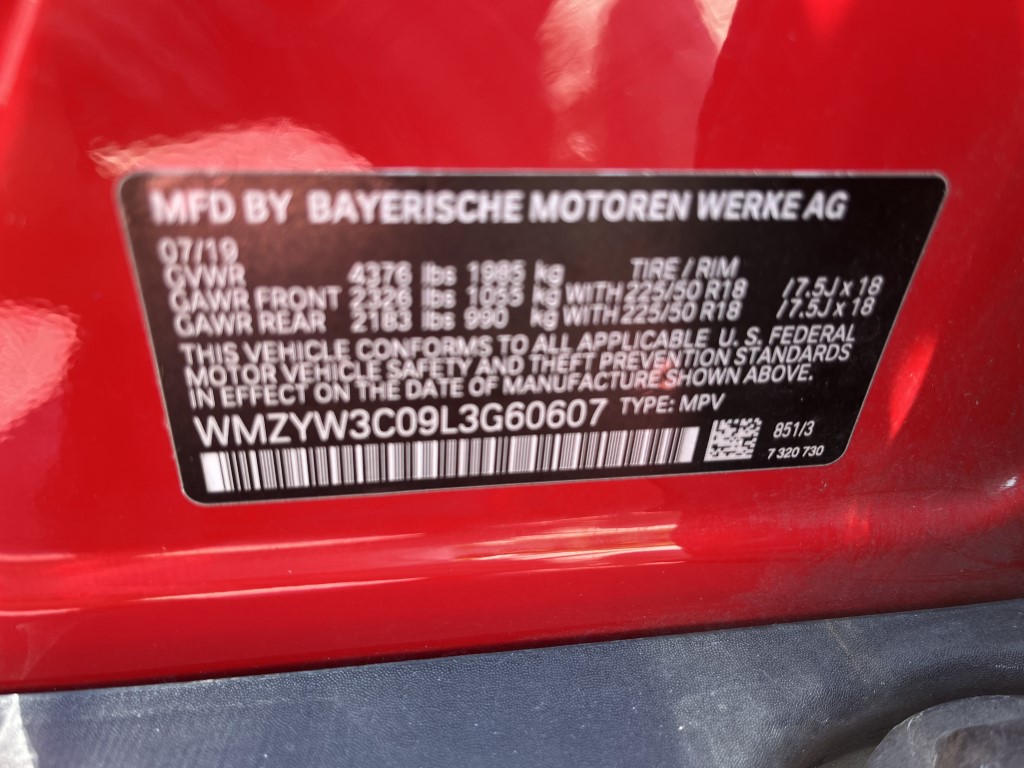 MFD BY BAYERISCHE MOTOREN WERKE AG
07/19
GVWR 4376 lbs 1985 kg TIRE / RIM
GAWR FRONT 2326 lbs 1055 kg WITH 225/50 R18 /7.5J x 18
GAWR REAR 2183 lbs 990 kg WITH 225/50 R18 /7.5J x 18
THIS VEHICLE CONFORMS TO ALL APPLICABLE U. S. FEDERAL
MOTOR VEHICLE SAFETY AND THEFT PREVENTION STANDARDS
IN EFFECT ON THE DATE OF MANUFACTURE SHOWN ABOVE.
WMZYW3C09L3G60607 TYPE: MPV
851/3
7 320 730